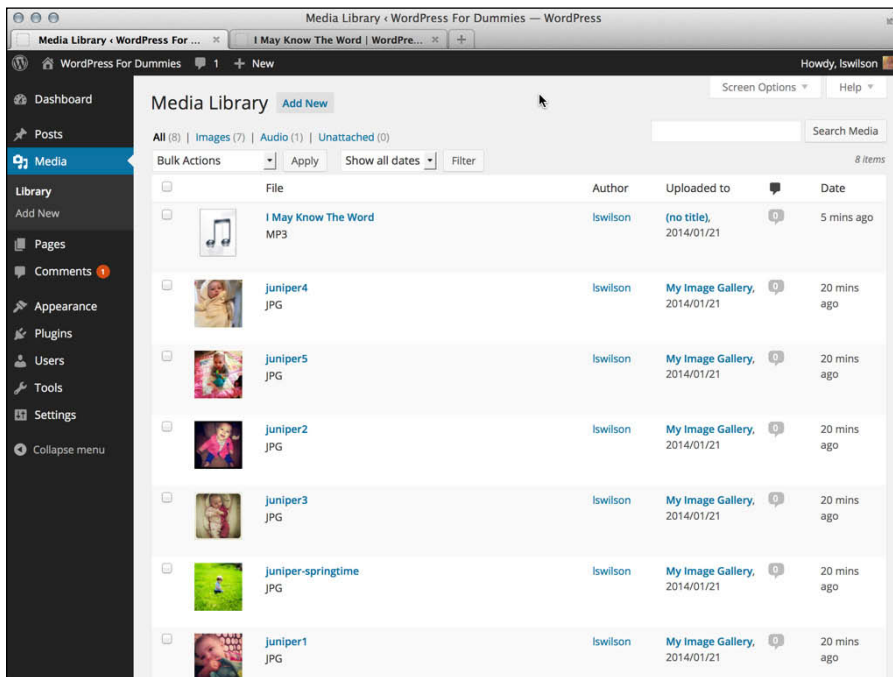 Media Library ‹ WordPress For Dummies — WordPress
Media Library ‹ WordPress For ... ×
I May Know The Word | WordPre... × +
WordPress For Dummies 1 + New Howdy, lswilson
Dashboard
Posts
Media
Library
Add New
Pages
Comments 1
Appearance
Plugins
Users
Tools
Settings
Collapse menu
Screen Options Help
Media Library Add New
All (8) | Images (7) | Audio (1) | Unattached (0)
Search Media
Bulk Actions Apply Show all dates Filter 8 items
File Author Uploaded to Date
I May Know The Word lswilson (no title), 0 5 mins ago
MP3 2014/01/21
juniper4 lswilson My Image Gallery, 0 20 mins
JPG 2014/01/21 ago
juniper5 lswilson My Image Gallery, 0 20 mins
JPG 2014/01/21 ago
juniper2 lswilson My Image Gallery, 0 20 mins
JPG 2014/01/21 ago
juniper3 lswilson My Image Gallery, 0 20 mins
JPG 2014/01/21 ago
juniper-springtime lswilson My Image Gallery, 0 20 mins
JPG 2014/01/21 ago
juniper1 lswilson My Image Gallery, 0 20 mins
JPG 2014/01/21 ago